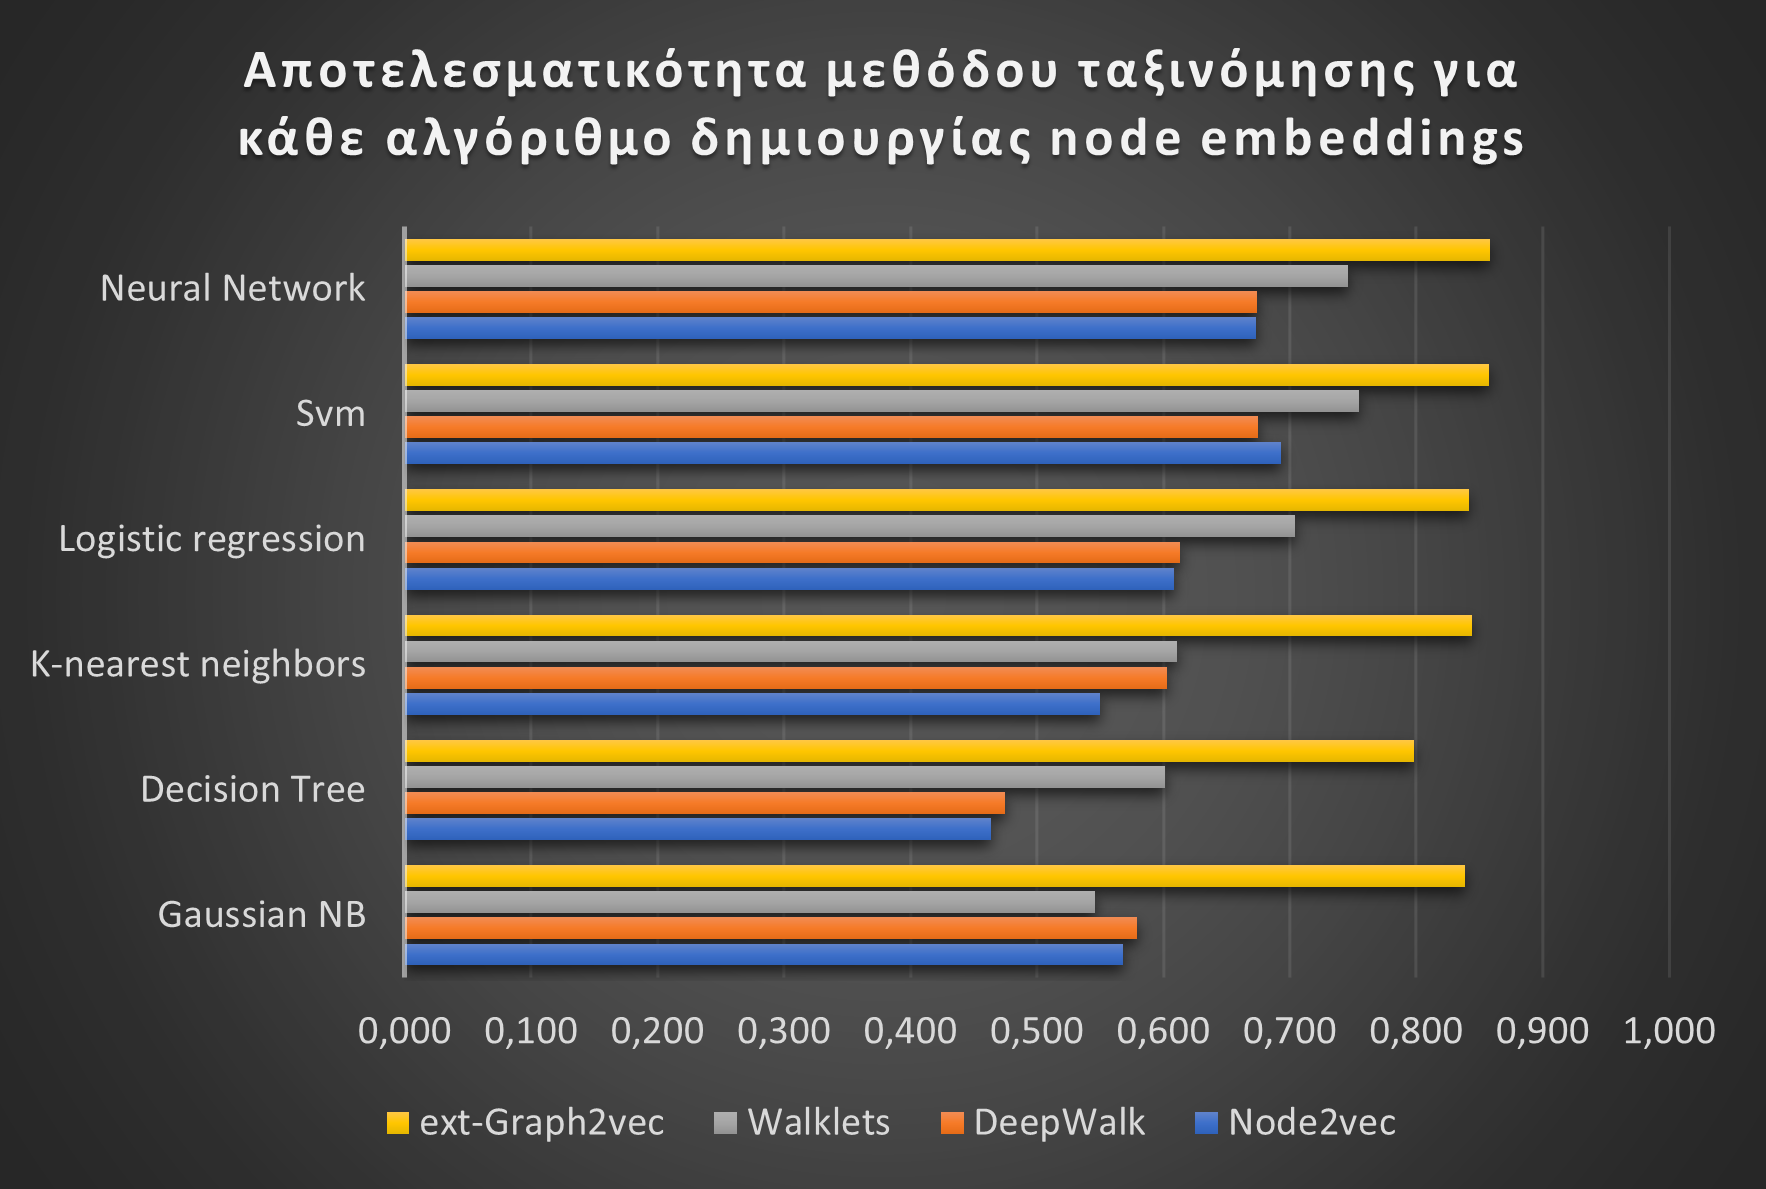 Αποτελεσματικότητα μεθόδου ταξινόμησης για
κάθε αλγόριθμο δημιουργίας node embeddings
Neural Network
Svm
Logistic regression
K-nearest neighbors
Decision Tree
Gaussian NB
0,000 0,100 0,200 0,300 0,400 0,500 0,600 0,700 0,800 0,900 1,000
ext-Graph2vec Walklets DeepWalk Node2vec